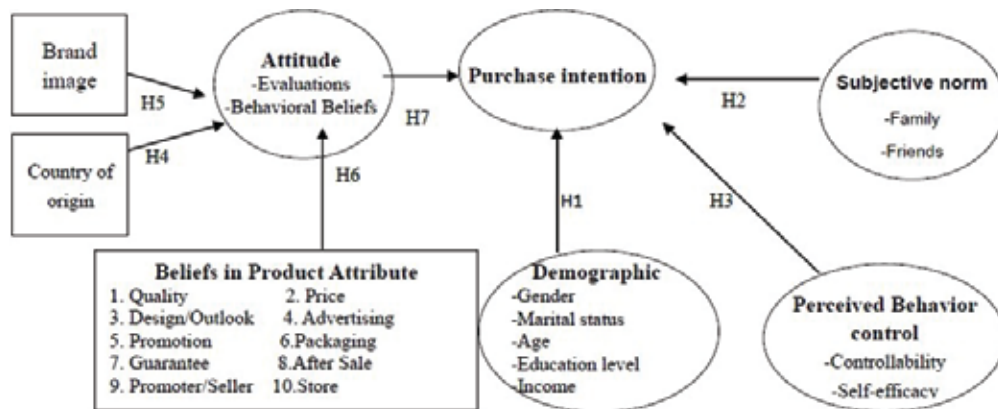 Brand
image
Country of
origin
H5
H4
Attitude
-Evaluations
-Behavioral Beliefs
H7
H6
Purchase intention
H2
Subjective norm
-Family
-Friends
H1
H3
Beliefs in Product Attribute
1. Quality 2. Price
3. Design/Outlook 4. Advertising
5. Promotion 6.Packaging
7. Guarantee 8.After Sale
9. Promoter/Seller 10.Store
Demographic
-Gender
-Marital status
-Age
-Education level
-Income
Perceived Behavior
control
-Controllability
-Self-efficacy